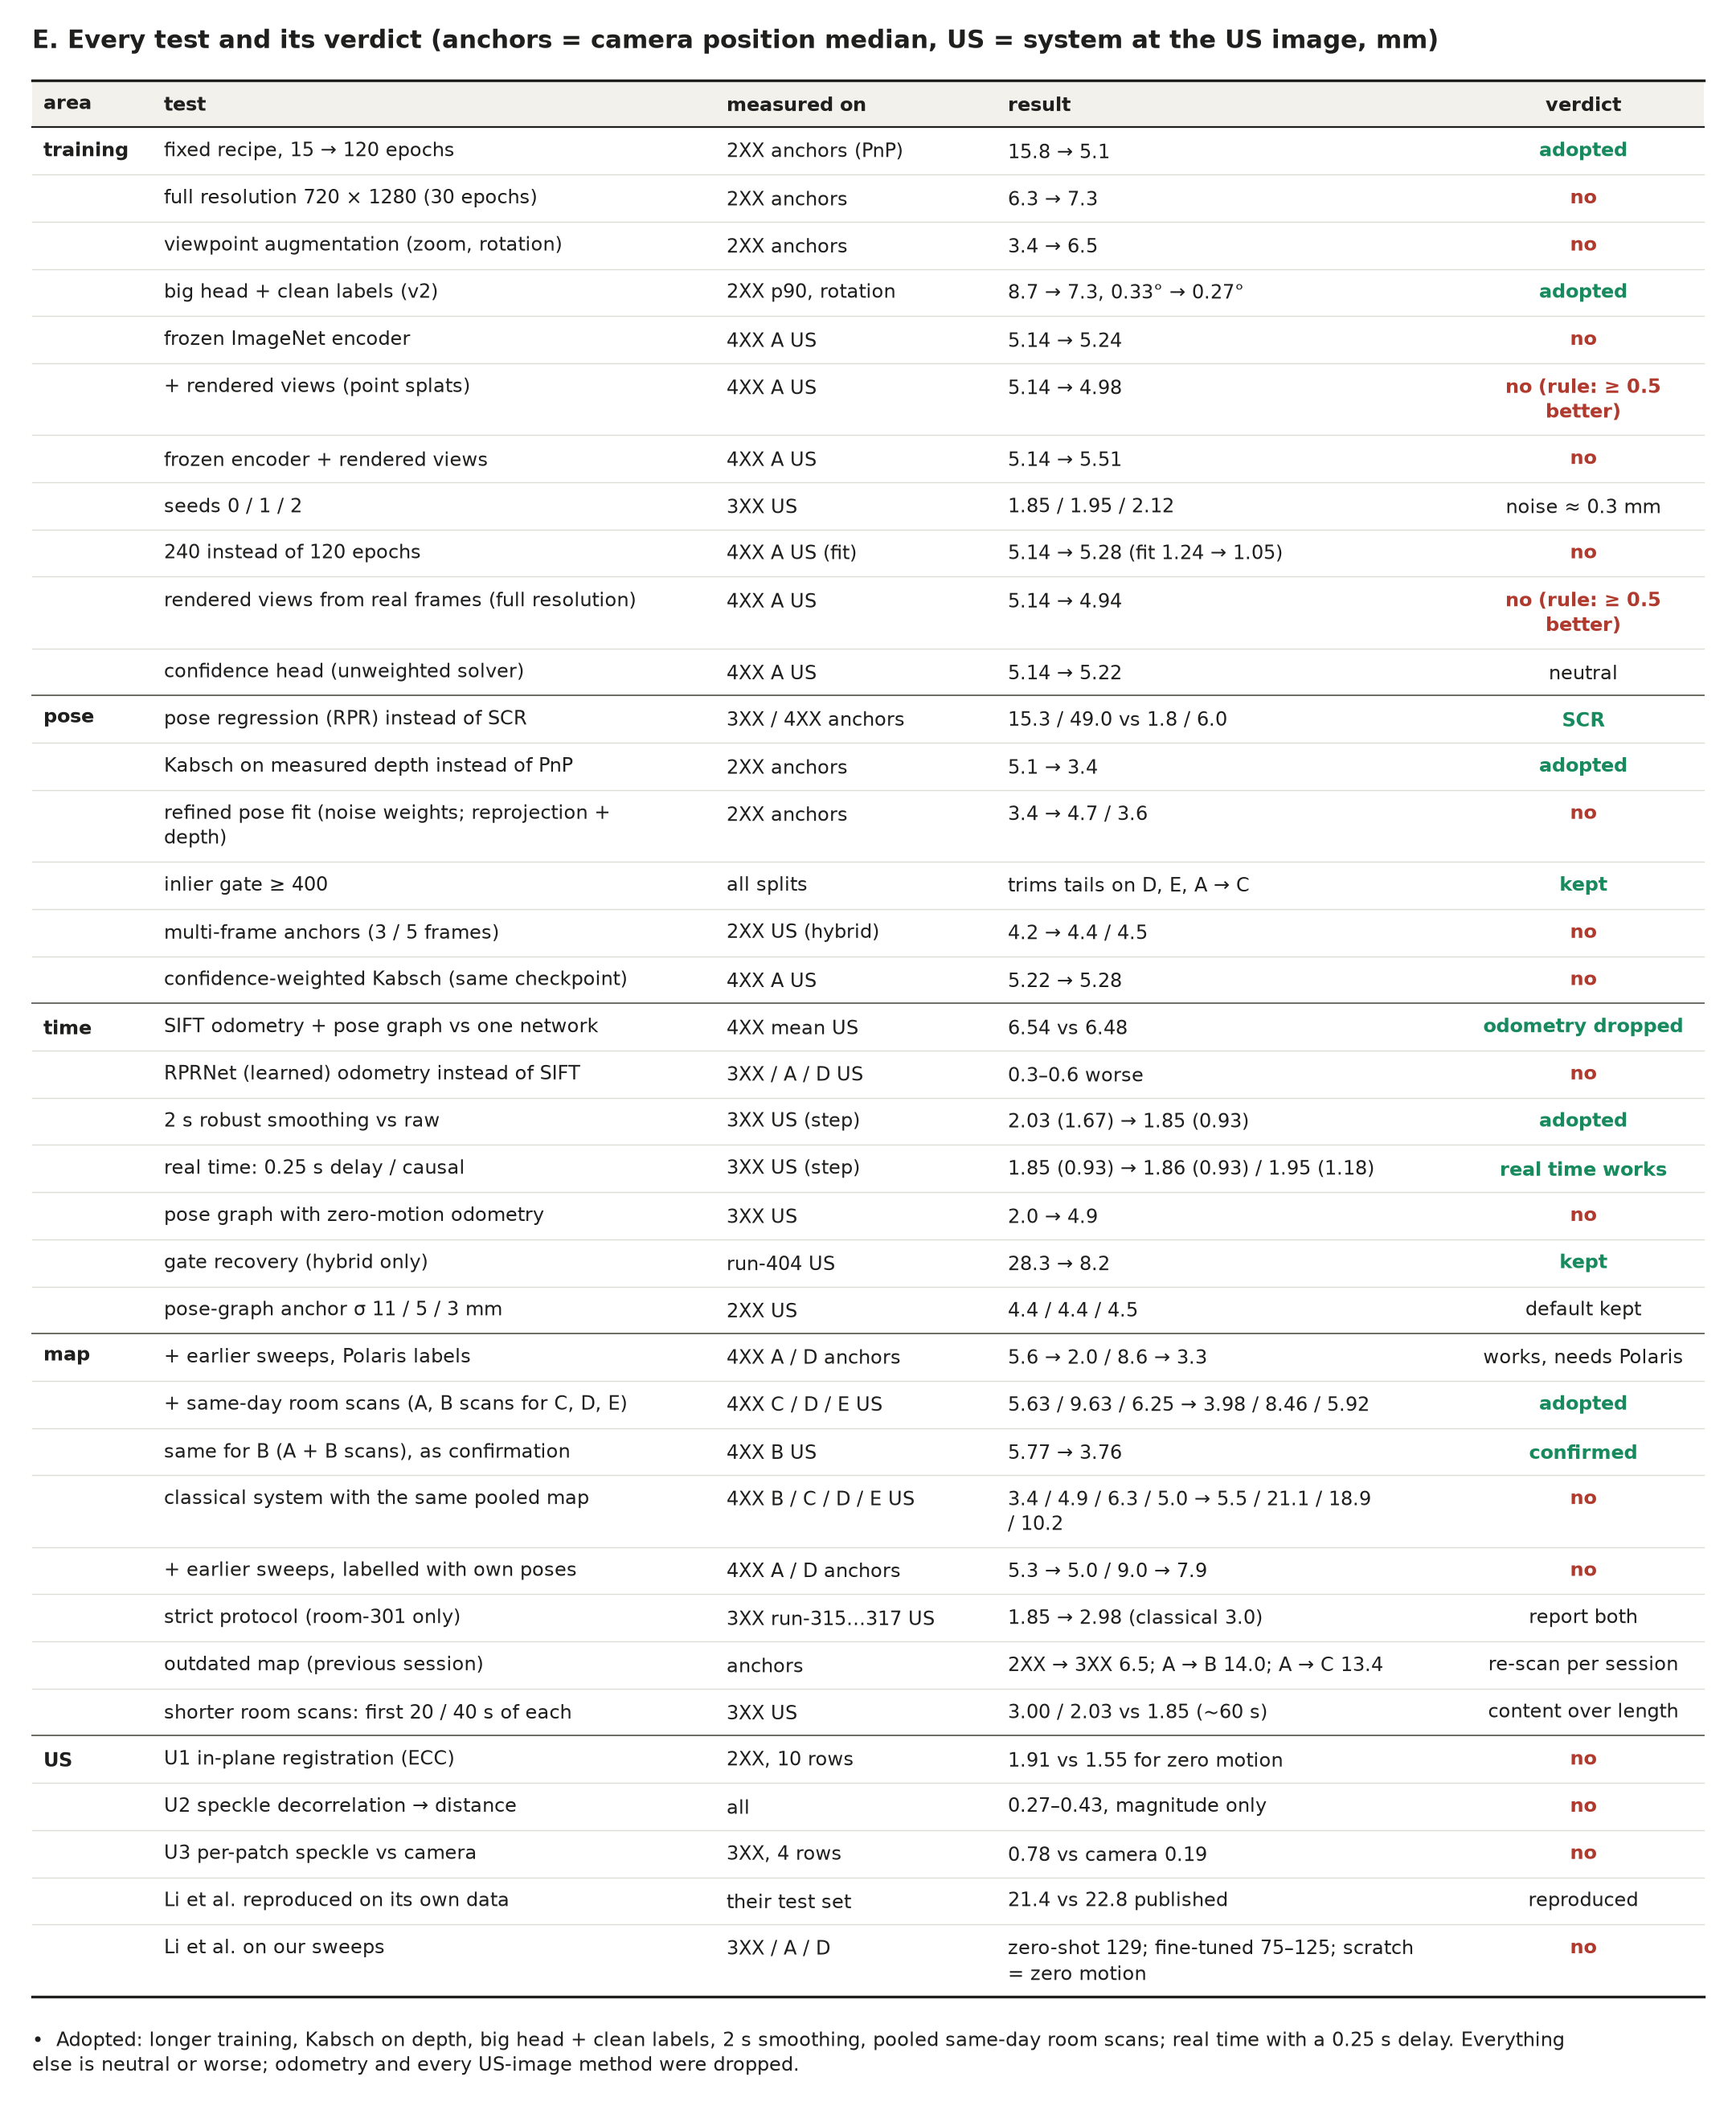 E. Every test and its verdict (anchors = camera position median, US = system at the US image, mm)
area test measured on result verdict
training fixed recipe, 15 → 120 epochs 2XX anchors (PnP) 15.8 → 5.1 adopted
full resolution 720 × 1280 (30 epochs) 2XX anchors 6.3 → 7.3 no
viewpoint augmentation (zoom, rotation) 2XX anchors 3.4 → 6.5 no
big head + clean labels (v2) 2XX p90, rotation 8.7 → 7.3, 0.33° → 0.27° adopted
frozen ImageNet encoder 4XX A US 5.14 → 5.24 no
+ rendered views (point splats) 4XX A US 5.14 → 4.98 no (rule: ≥ 0.5
better)
frozen encoder + rendered views 4XX A US 5.14 → 5.51 no
seeds 0 / 1 / 2 3XX US 1.85 / 1.95 / 2.12 noise ≈ 0.3 mm
240 instead of 120 epochs 4XX A US (fit) 5.14 → 5.28 (fit 1.24 → 1.05) no
rendered views from real frames (full resolution) 4XX A US 5.14 → 4.94 no (rule: ≥ 0.5
better)
confidence head (unweighted solver) 4XX A US 5.14 → 5.22 neutral
pose pose regression (RPR) instead of SCR 3XX / 4XX anchors 15.3 / 49.0 vs 1.8 / 6.0 SCR
Kabsch on measured depth instead of PnP 2XX anchors 5.1 → 3.4 adopted
refined pose fit (noise weights; reprojection + 2XX anchors 3.4 → 4.7 / 3.6 no
depth)
inlier gate ≥ 400 all splits trims tails on D, E, A → C kept
multi-frame anchors (3 / 5 frames) 2XX US (hybrid) 4.2 → 4.4 / 4.5 no
confidence-weighted Kabsch (same checkpoint) 4XX A US 5.22 → 5.28 no
time SIFT odometry + pose graph vs one network 4XX mean US 6.54 vs 6.48 odometry dropped
RPRNet (learned) odometry instead of SIFT 3XX / A / D US 0.3–0.6 worse no
2 s robust smoothing vs raw 3XX US (step) 2.03 (1.67) → 1.85 (0.93) adopted
real time: 0.25 s delay / causal 3XX US (step) 1.85 (0.93) → 1.86 (0.93) / 1.95 (1.18) real time works
pose graph with zero-motion odometry 3XX US 2.0 → 4.9 no
gate recovery (hybrid only) run-404 US 28.3 → 8.2 kept
pose-graph anchor σ 11 / 5 / 3 mm 2XX US 4.4 / 4.4 / 4.5 default kept
map + earlier sweeps, Polaris labels 4XX A / D anchors 5.6 → 2.0 / 8.6 → 3.3 works, needs Polaris
+ same-day room scans (A, B scans for C, D, E) 4XX C / D / E US 5.63 / 9.63 / 6.25 → 3.98 / 8.46 / 5.92 adopted
same for B (A + B scans), as confirmation 4XX B US 5.77 → 3.76 confirmed
classical system with the same pooled map 4XX B / C / D / E US 3.4 / 4.9 / 6.3 / 5.0 → 5.5 / 21.1 / 18.9 no
/ 10.2
+ earlier sweeps, labelled with own poses 4XX A / D anchors 5.3 → 5.0 / 9.0 → 7.9 no
strict protocol (room-301 only) 3XX run-315…317 US 1.85 → 2.98 (classical 3.0) report both
outdated map (previous session) anchors 2XX → 3XX 6.5; A → B 14.0; A → C 13.4 re-scan per session
shorter room scans: first 20 / 40 s of each 3XX US 3.00 / 2.03 vs 1.85 (~60 s) content over length
US U1 in-plane registration (ECC) 2XX, 10 rows 1.91 vs 1.55 for zero motion no
U2 speckle decorrelation → distance all 0.27–0.43, magnitude only no
U3 per-patch speckle vs camera 3XX, 4 rows 0.78 vs camera 0.19 no
Li et al. reproduced on its own data their test set 21.4 vs 22.8 published reproduced
Li et al. on our sweeps 3XX / A / D zero-shot 129; fine-tuned 75–125; scratch no
= zero motion
• Adopted: longer training, Kabsch on depth, big head + clean labels, 2 s smoothing, pooled same-day room scans; real time with a 0.25 s delay. Everything
else is neutral or worse; odometry and every US-image method were dropped.